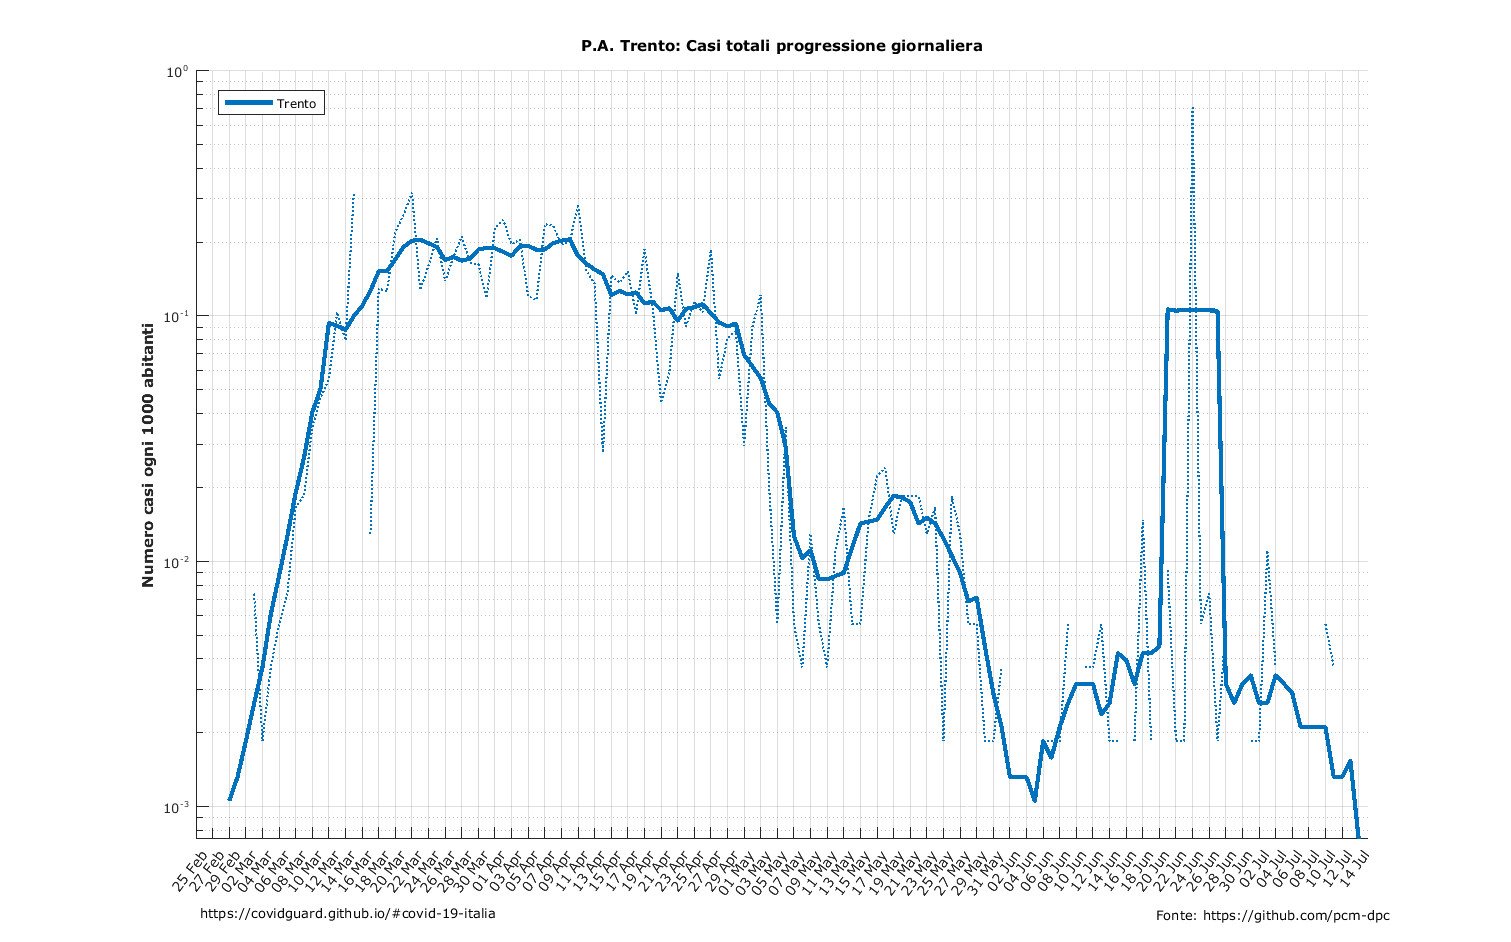 P.A. Trento: Casi totali progressione giornaliera
Trento
Numero casi ogni 1000 abitanti
10^0
10^-1
10^-2
10^-3
25 Feb
27 Feb
29 Feb
02 Mar
04 Mar
06 Mar
08 Mar
10 Mar
12 Mar
14 Mar
16 Mar
18 Mar
20 Mar
22 Mar
24 Mar
26 Mar
28 Mar
30 Mar
01 Apr
03 Apr
05 Apr
07 Apr
09 Apr
11 Apr
13 Apr
15 Apr
17 Apr
19 Apr
21 Apr
23 Apr
25 Apr
27 Apr
29 Apr
01 May
03 May
05 May
07 May
09 May
11 May
13 May
15 May
17 May
19 May
21 May
23 May
25 May
27 May
29 May
31 May
02 Jun
04 Jun
06 Jun
08 Jun
10 Jun
12 Jun
14 Jun
16 Jun
18 Jun
20 Jun
22 Jun
24 Jun
26 Jun
28 Jun
30 Jun
02 Jul
04 Jul
06 Jul
08 Jul
10 Jul
12 Jul
14 Jul
https://covidguard.github.io/#covid-19-italia
Fonte: https://github.com/pcm-dpc